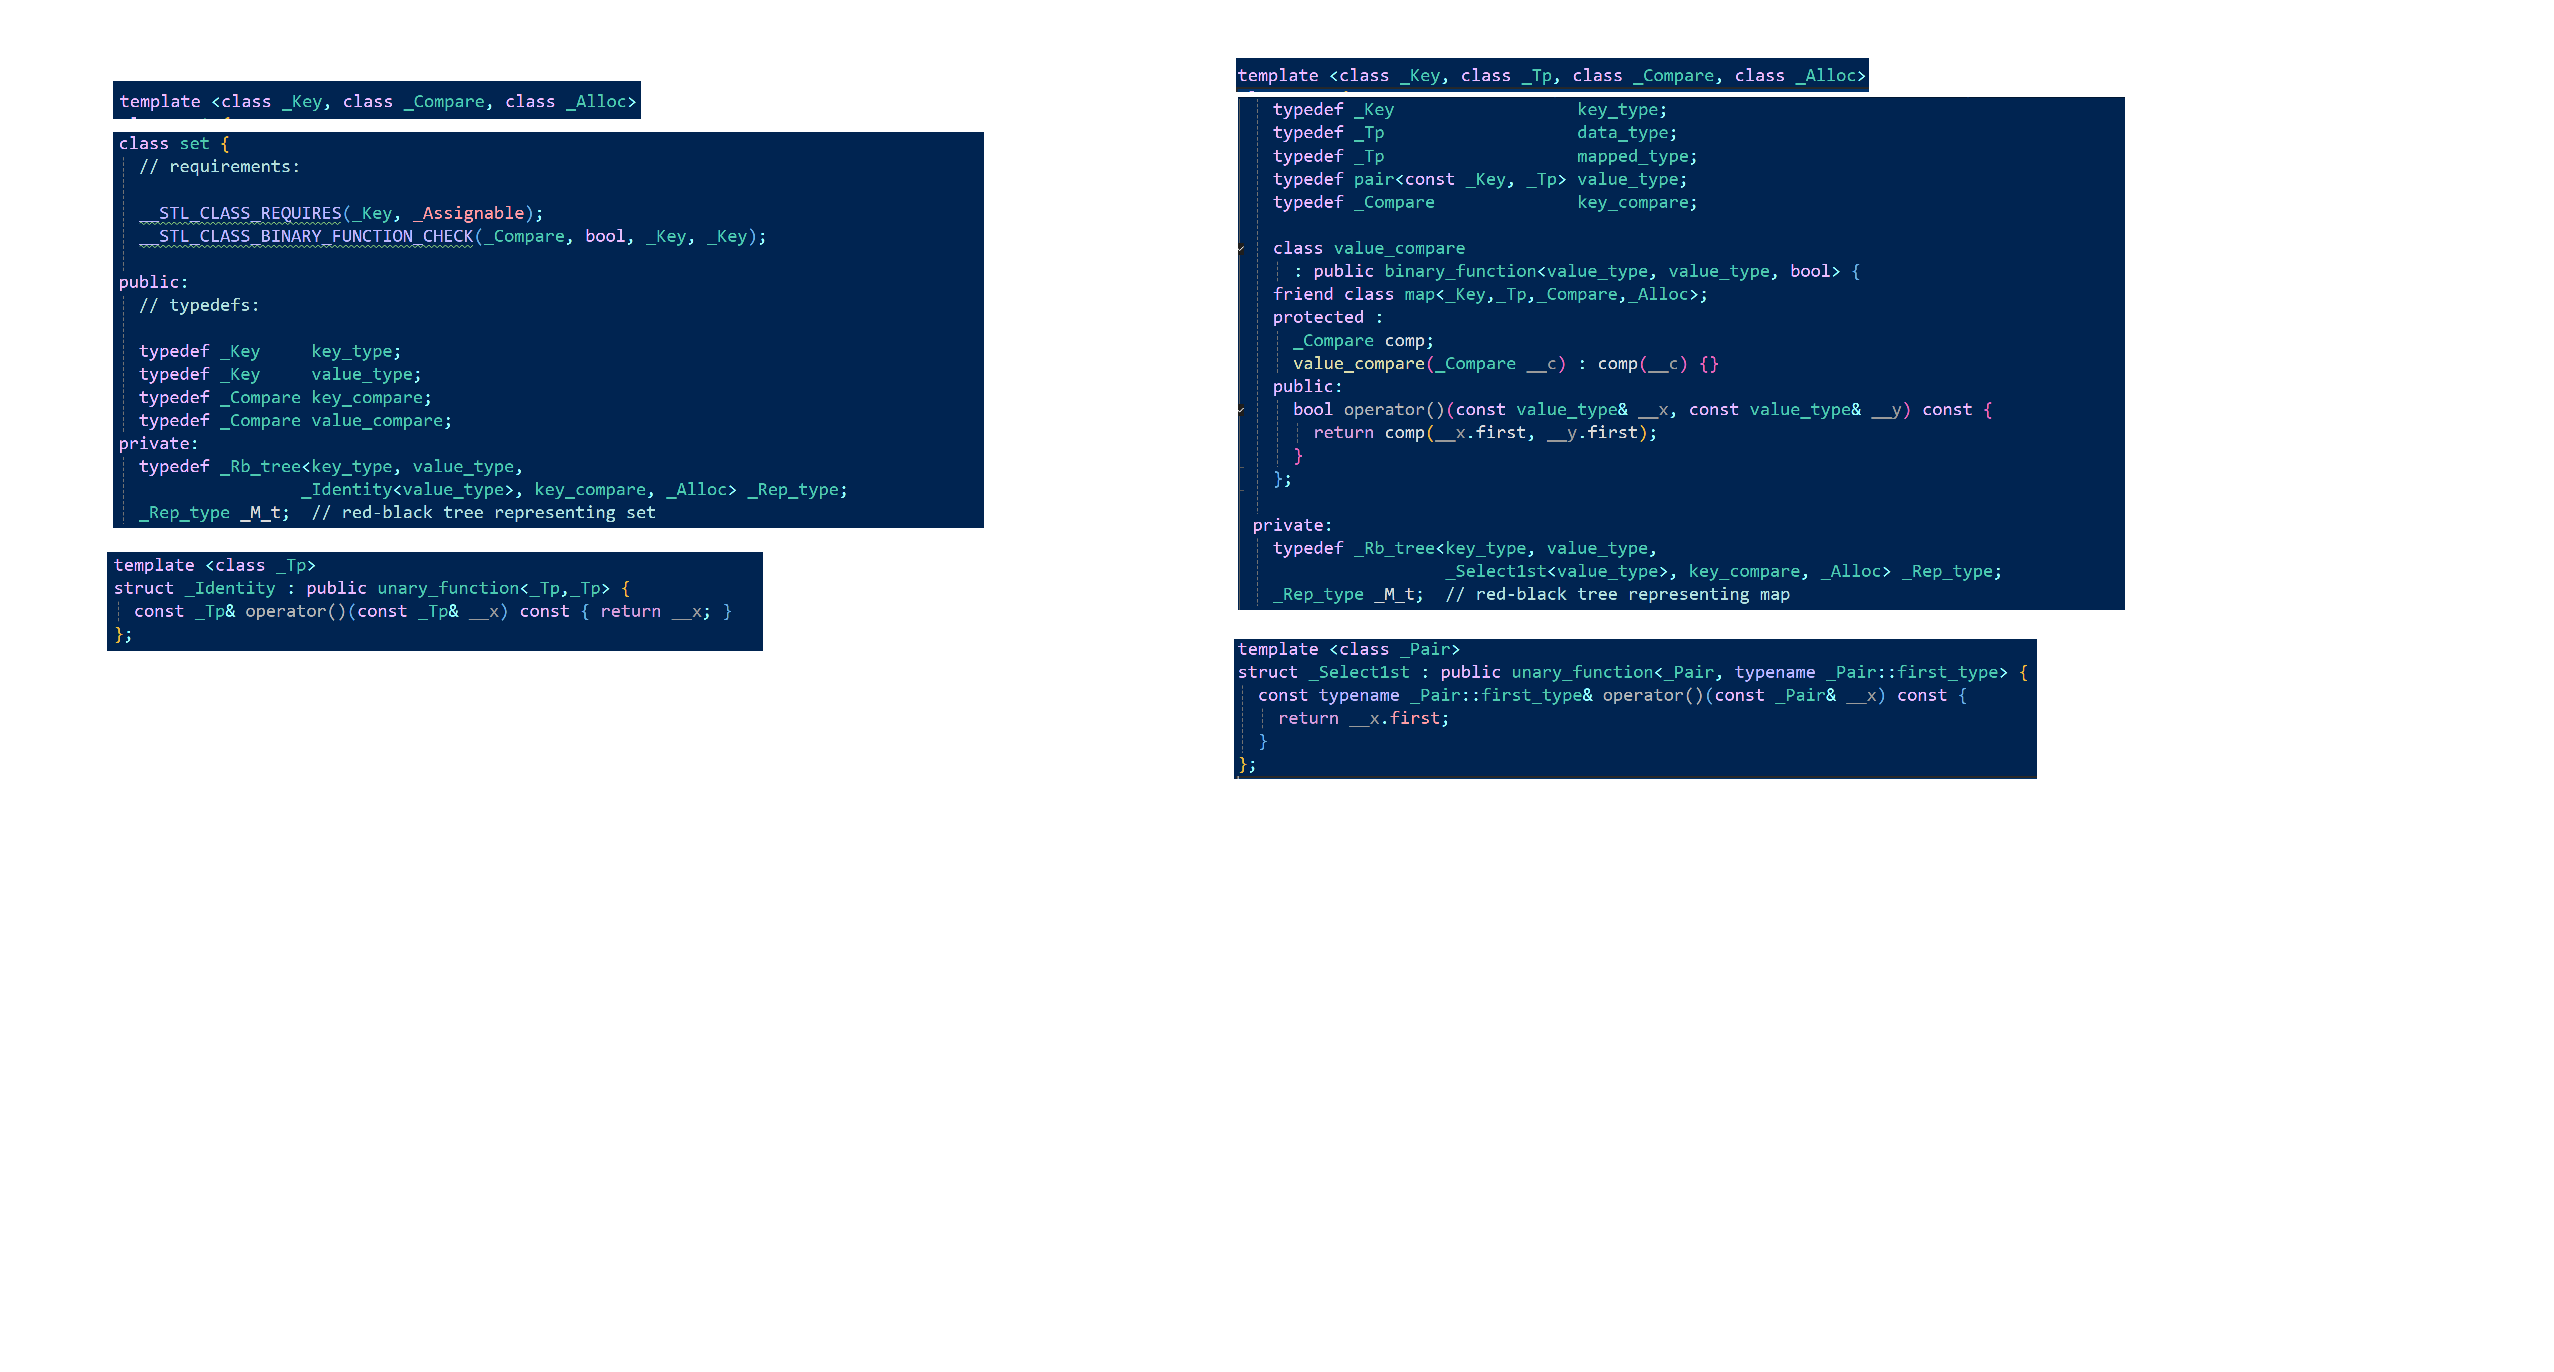 template <class _Key, class _Compare, class _Alloc>
class set {
  // requirements:
  __STL_CLASS_REQUIRES(_Key, _Assignable);
  __STL_CLASS_BINARY_FUNCTION_CHECK(_Compare, bool, _Key, _Key);
public:
  // typedefs:
  typedef _Key     key_type;
  typedef _Key     value_type;
  typedef _Compare key_compare;
  typedef _Compare value_compare;
private:
  typedef _Rb_tree<key_type, value_type,
                  _Identity<value_type>, key_compare, _Alloc> _Rep_type;
  _Rep_type _M_t;  // red-black tree representing set
template <class _Tp>
struct _Identity : public unary_function<_Tp,_Tp> {
  const _Tp& operator()(const _Tp& __x) const { return __x; }
};
template <class _Key, class _Tp, class _Compare, class _Alloc>
  typedef _Key                  key_type;
  typedef _Tp                   data_type;
  typedef _Tp                   mapped_type;
  typedef pair<const _Key, _Tp> value_type;
  typedef _Compare              key_compare;
  class value_compare
    : public binary_function<value_type, value_type, bool> {
  friend class map<_Key,_Tp,_Compare,_Alloc>;
  protected :
    _Compare comp;
    value_compare(_Compare __c) : comp(__c) {}
  public:
    bool operator()(const value_type& __x, const value_type& __y) const {
      return comp(__x.first, __y.first);
    }
  };
private:
  typedef _Rb_tree<key_type, value_type,
                   _Select1st<value_type>, key_compare, _Alloc> _Rep_type;
  _Rep_type _M_t;  // red-black tree representing map
template <class _Pair>
struct _Select1st : public unary_function<_Pair, typename _Pair::first_type> {
  const typename _Pair::first_type& operator()(const _Pair& __x) const {
    return __x.first;
  }
};